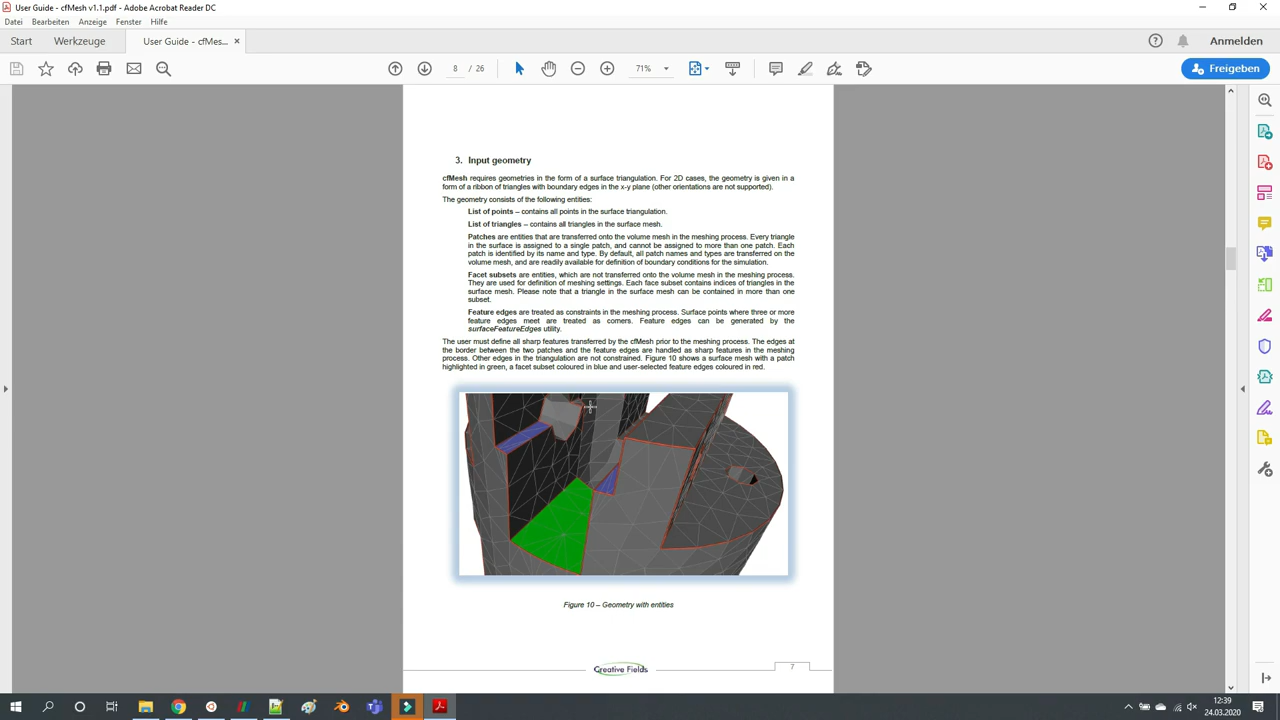 User Guide - cfMesh v1.1.pdf - Adobe Acrobat Reader DC
Datei Bearbeiten Anzeige Fenster Hilfe
Start Werkzeuge User Guide - cfMes... × Anmelden
8 / 26 71% Freigeben
3. Input geometry
cfMesh requires geometries in the form of a surface triangulation. For 2D cases, the geometry is given in a
form of a ribbon of triangles with boundary edges in the x-y plane (other orientations are not supported).
The geometry consists of the following entities:
List of points – contains all points in the surface triangulation.
List of triangles – contains all triangles in the surface mesh.
Patches are entities that are transferred onto the volume mesh in the meshing process. Every triangle
in the surface is assigned to a single patch, and cannot be assigned to more than one patch. Each
patch is identified by its name and type. By default, all patch names and types are transferred on the
volume mesh, and are readily available for definition of boundary conditions for the simulation.
Facet subsets are entities, which are not transferred onto the volume mesh in the meshing process.
They are used for definition of meshing settings. Each face subset contains indices of triangles in the
surface mesh. Please note that a triangle in the surface mesh can be contained in more than one
subset.
Feature edges are treated as constraints in the meshing process. Surface points where three or more
feature edges meet are treated as corners. Feature edges can be generated by the
surfaceFeatureEdges utility.
The user must define all sharp features transferred by the cfMesh prior to the meshing process. The edges at
the border between the two patches and the feature edges are handled as sharp features in the meshing
process. Other edges in the triangulation are not constrained. Figure 10 shows a surface mesh with a patch
highlighted in green, a facet subset coloured in blue and user-selected feature edges coloured in red.
Figure 10 – Geometry with entities
Creative Fields
7
12:39
24.03.2020